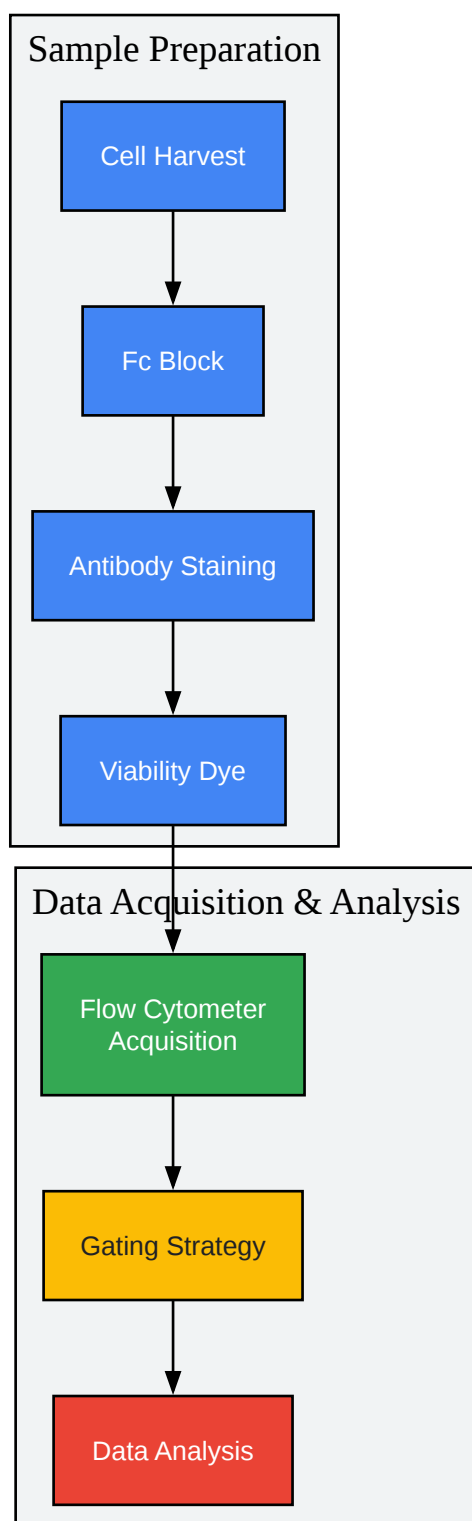 Sample Preparation
Cell Harvest
Fc Block
Antibody Staining
Viability Dye
Data Acquisition & Analysis
Flow Cytometer
Acquisition
Gating Strategy
Data Analysis